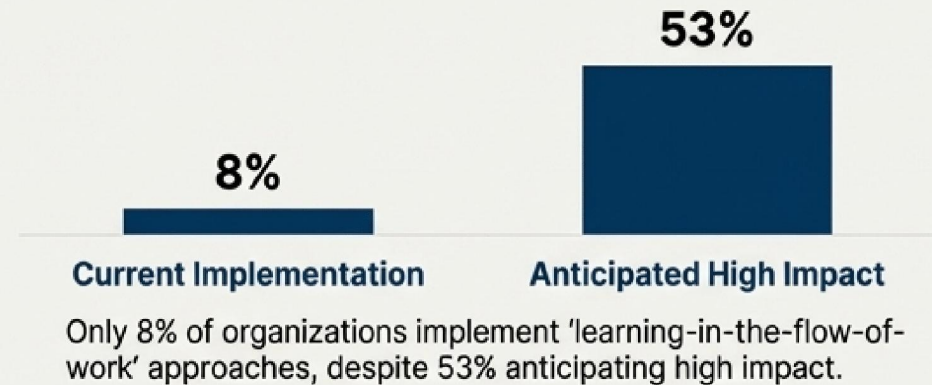 53%
8%
Current Implementation
Anticipated High Impact
Only 8% of organizations implement ‘learning-in-the-flow-of-
work’ approaches, despite 53% anticipating high impact.